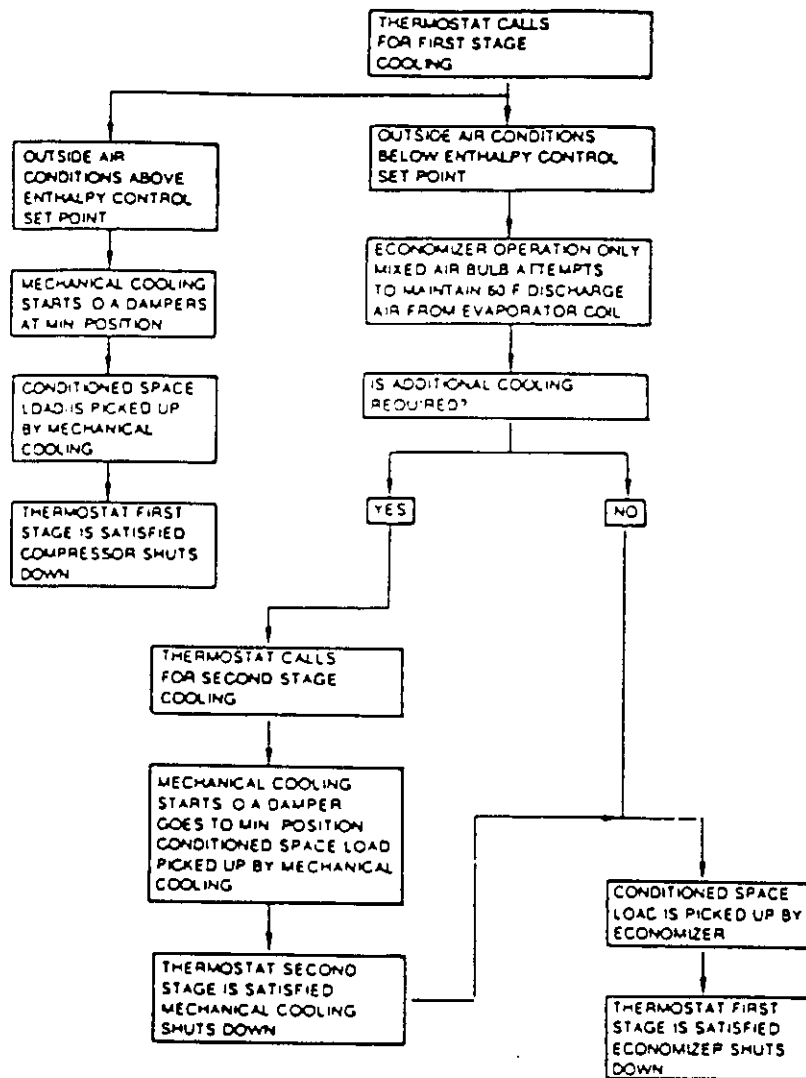 THERMOSTAT CALLS
FOR FIRST STAGE
COOLING
OUTSIDE AIR
CONDITIONS ABOVE
ENTHALPY CONTROL
SET POINT
MECHANICAL COOLING
STARTS O A DAMPERS
AT MIN. POSITION
CONDITIONED SPACE
LOAD IS PICKED UP
BY MECHANICAL
COOLING
THERMOSTAT FIRST
STAGE IS SATISFIED
COMPRESSOR SHUTS
DOWN
OUTSIDE AIR CONDITIONS
BELOW ENTHALPY CONTROL
SET POINT
ECONOMIZER OPERATION ONLY
MIXED AIR BULB ATTEMPTS
TO MAINTAIN F DISCHARGE
AIR FROM EVAPORATOR COIL
IS ADDITIONAL COOLING
REQUIRED?
YES
NO
THERMOSTAT CALLS
FOR SECOND STAGE
COOLING
MECHANICAL COOLING
STARTS O A DAMPER
GOES TO MIN. POSITION
CONDITIONED SPACE LOAD
PICKED UP BY MECHANICAL
COOLING
THERMOSTAT SECOND
STAGE IS SATISFIED
MECHANICAL COOLING
SHUTS DOWN
CONDITIONED SPACE
LOAD IS PICKED UP BY
ECONOMIZER
THERMOSTAT FIRST
STAGE IS SATISFIED
ECONOMIZER SHUTS
DOWN